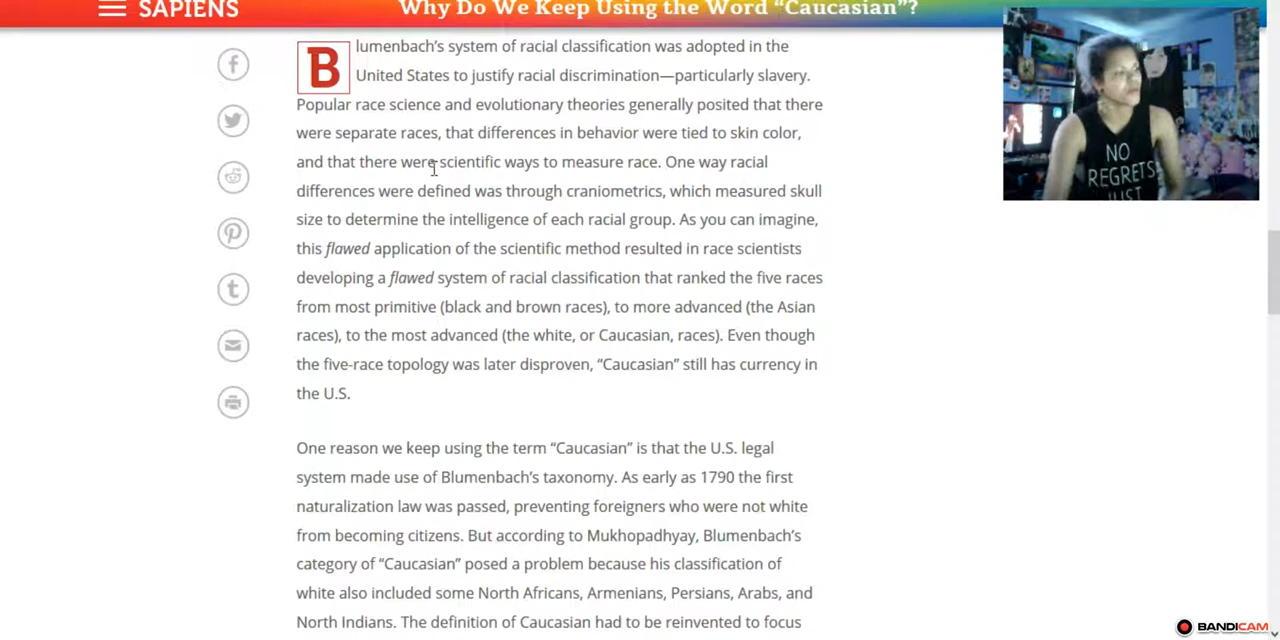 SAPIENS
Why Do We Keep Using the Word “Caucasian”?
Blumenbach’s system of racial classification was adopted in the
United States to justify racial discrimination—particularly slavery.
Popular race science and evolutionary theories generally posited that there
were separate races, that differences in behavior were tied to skin color,
and that there were scientific ways to measure race. One way racial
differences were defined was through craniometrics, which measured skull
size to determine the intelligence of each racial group. As you can imagine,
this flawed application of the scientific method resulted in race scientists
developing a flawed system of racial classification that ranked the five races
from most primitive (black and brown races), to more advanced (the Asian
races), to the most advanced (the white, or Caucasian, races). Even though
the five-race topology was later disproven, “Caucasian” still has currency in
the U.S.
One reason we keep using the term “Caucasian” is that the U.S. legal
system made use of Blumenbach’s taxonomy. As early as 1790 the first
naturalization law was passed, preventing foreigners who were not white
from becoming citizens. But according to Mukhopadhyay, Blumenbach’s
category of “Caucasian” posed a problem because his classification of
white also included some North Africans, Armenians, Persians, Arabs, and
North Indians. The definition of Caucasian had to be reinvented to focus
NO
REGRETS
JUST
BANDICAM